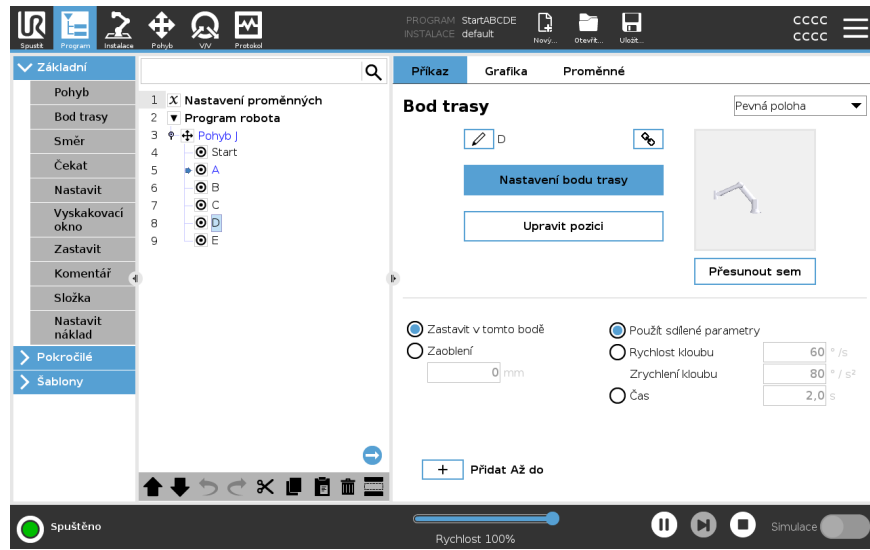 UR
PROGRAM StartABCDE
INSTALACE default
CCCC
CCCC
Spustit Program Instalace Pohyb V/V Protokol
Nový... Otevřít... Uložit...
Základní
Pohyb
Bod trasy
Směr
Čekat
Nastavit
Vyskakovací
okno
Zastavit
Komentář
Složka
Nastavit
náklad
Pokročilé
Šablony
1 X Nastavení proměnných
2 Program robota
3 Pohyb J
4 Start
5 A
6 B
7 C
8 D
9 E
Příkaz Grafika Proměnné
Bod trasy
Pevná poloha
D
Nastavení bodu trasy
Upravit pozici
Přesunout sem
Zastavit v tomto bodě
Zaoblení
0 mm
Použít sdílené parametry
Rychlost kloubu 60 °/s
Zrychlení kloubu 80 °/s²
Čas 2,0 s
+ Přidat Až do
Spuštěno
Rychlost 100%
Simulace